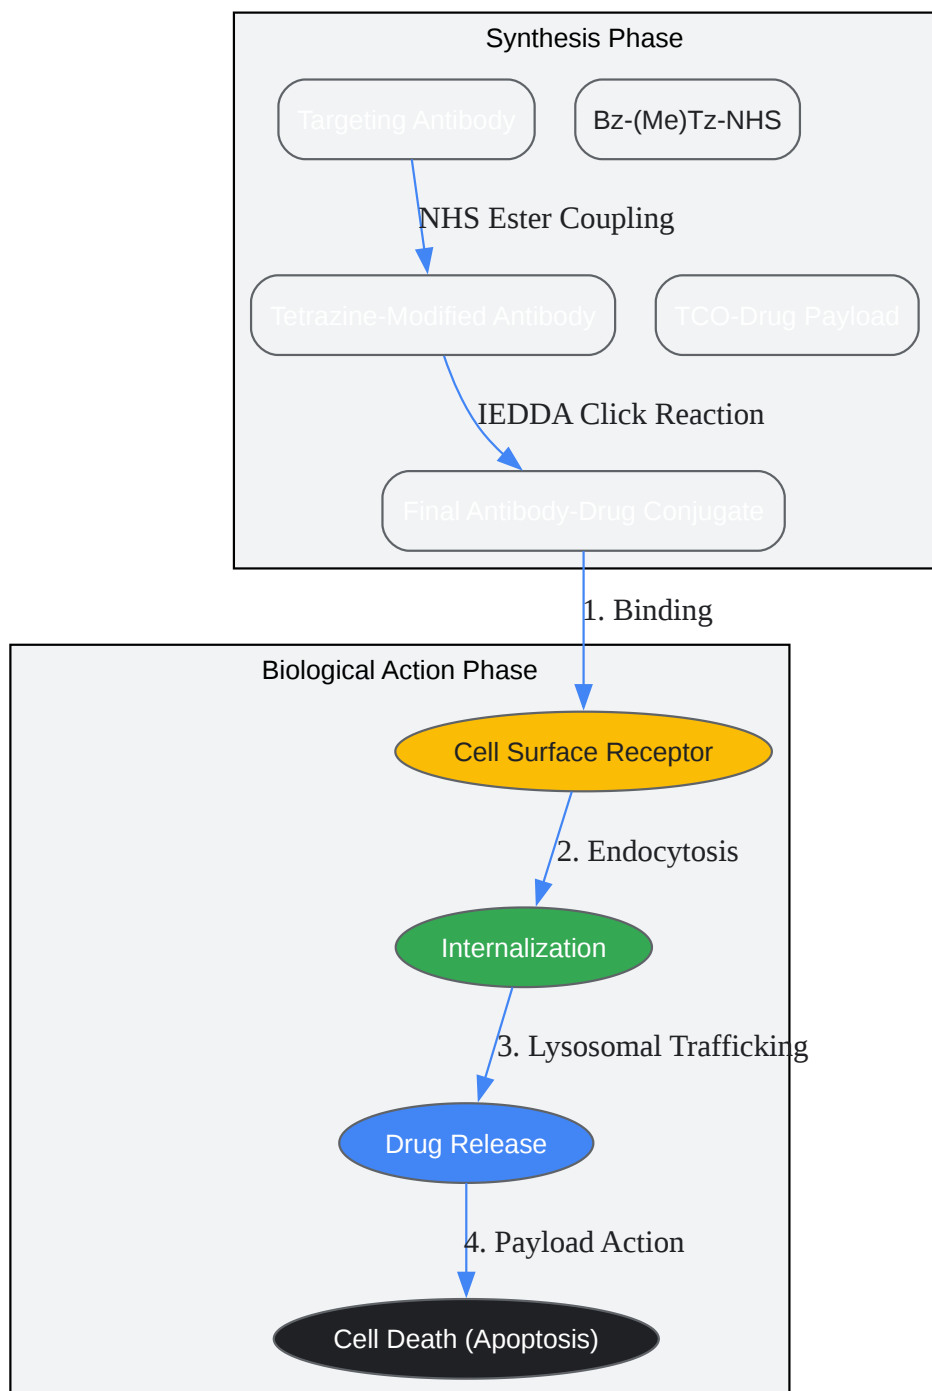 Synthesis Phase
Targeting Antibody
Bz-(Me)Tz-NHS
NHS Ester Coupling
Tetrazine-Modified Antibody
TCO-Drug Payload
IEDDA Click Reaction
Final Antibody-Drug Conjugate
1. Binding
Biological Action Phase
Cell Surface Receptor
2. Endocytosis
Internalization
3. Lysosomal Trafficking
Drug Release
4. Payload Action
Cell Death (Apoptosis)